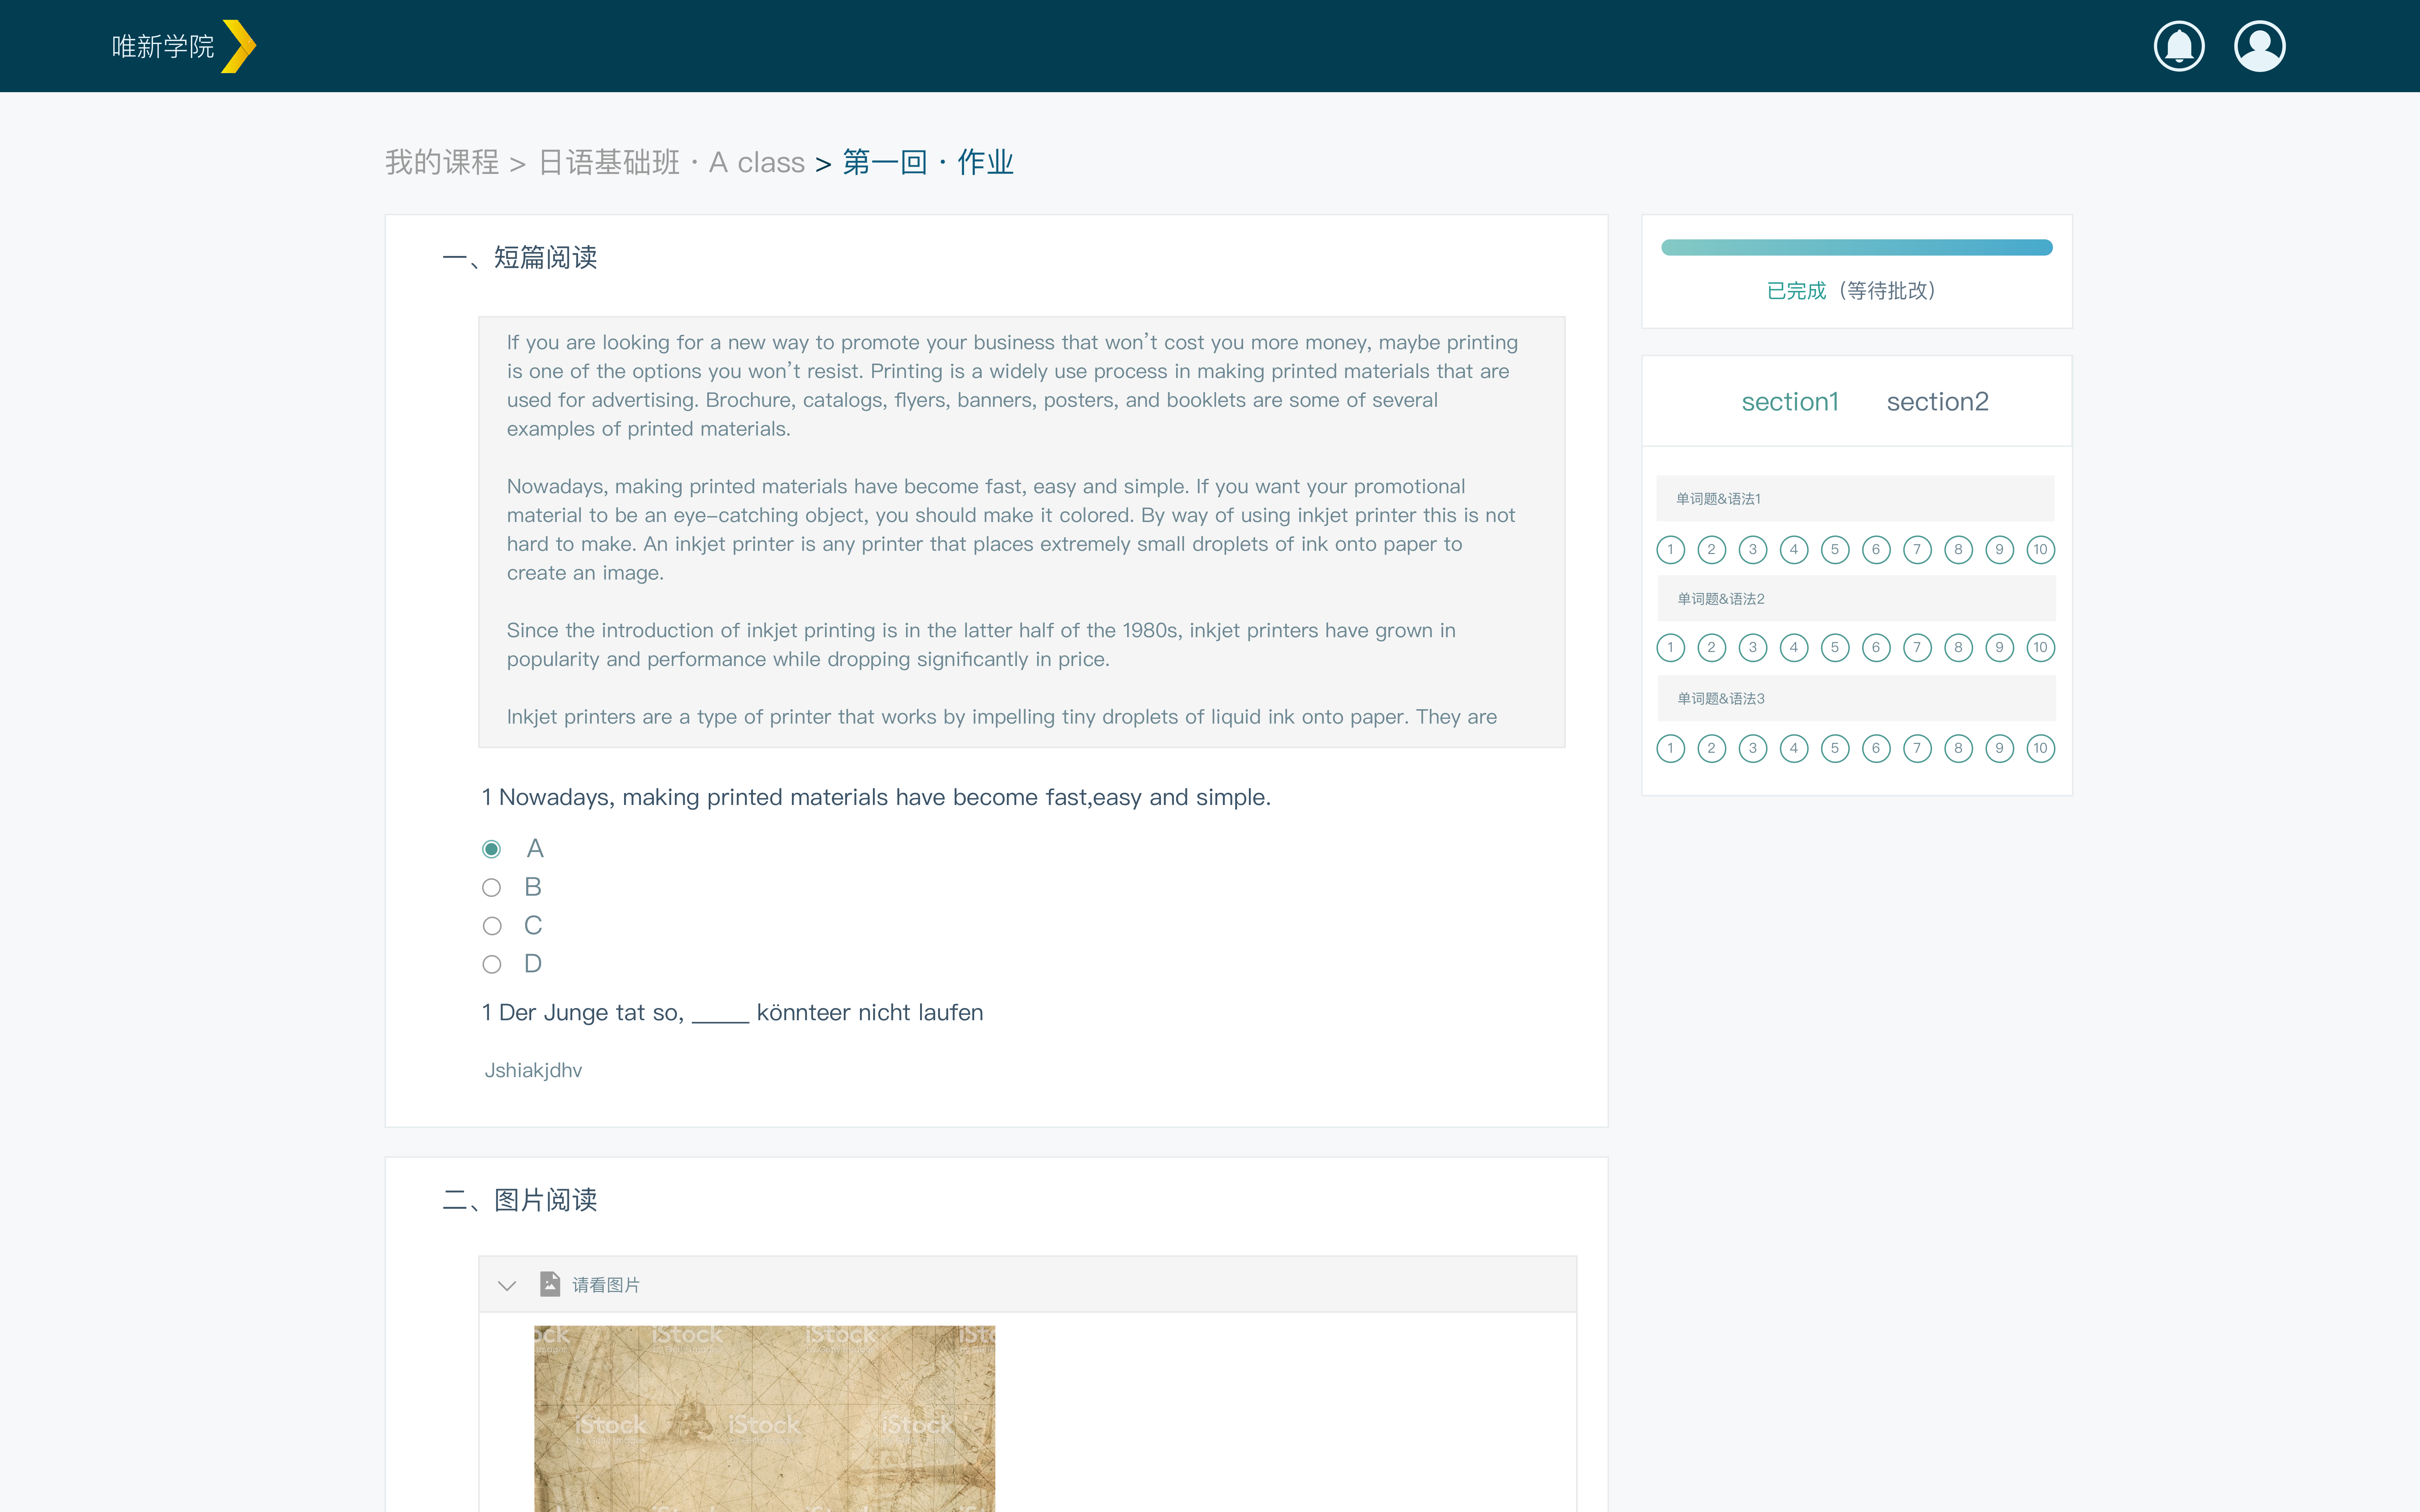 唯新学院
我的课程 > 日语基础班 · A class > 第一回 · 作业
一、短篇阅读
If you are looking for a new way to promote your business that won't cost you more money, maybe printing
is one of the options you won't resist. Printing is a widely use process in making printed materials that are
used for advertising. Brochure, catalogs, flyers, banners, posters, and booklets are some of several
examples of printed materials.
Nowadays, making printed materials have become fast, easy and simple. If you want your promotional
material to be an eye-catching object, you should make it colored. By way of using inkjet printer this is not
hard to make. An inkjet printer is any printer that places extremely small droplets of ink onto paper to
create an image.
Since the introduction of inkjet printing is in the latter half of the 1980s, inkjet printers have grown in
popularity and performance while dropping significantly in price.
Inkjet printers are a type of printer that works by impelling tiny droplets of liquid ink onto paper. They are
1 Nowadays, making printed materials have become fast,easy and simple.
A
B
C
D
1 Der Junge tat so, _____ könnteer nicht laufen
Jshiakjdhv
二、图片阅读
请看图片
iStock iStock
iStock iStock iStock
已完成（等待批改）
section1 section2
单词题&语法1
1 2 3 4 5 6 7 8 9 10
单词题&语法2
1 2 3 4 5 6 7 8 9 10
单词题&语法3
1 2 3 4 5 6 7 8 9 10